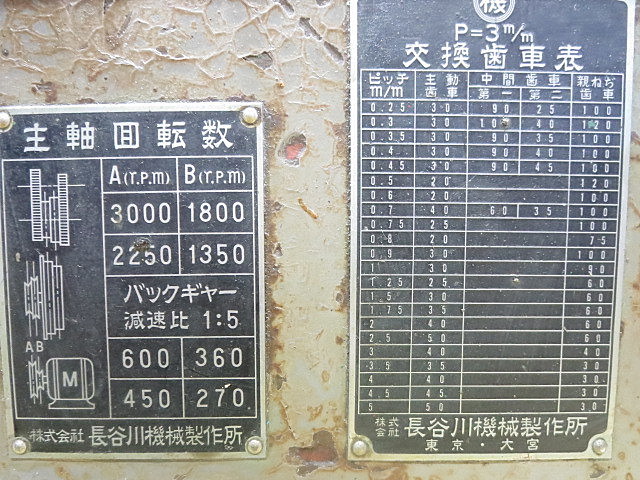 主軸回転数
A(r.p.m) B(r.p.m)
3000 1800
2250 1350
バックギャー
減速比 1:5
600 360
450 270
A B
M
株式会社 長谷川機械製作所
機
P=3m/m
交換歯車表
ピッチ 主動 中間歯車 親ねぢ
m/m 歯車 第一 第二 歯車
0.25 30 90 25 100
0.3 30 100 40 120
0.35 30 90 35 100
0.4 30 90 40 100
0.45 30 90 45 100
0.5 20 120
0.6 20 100
0.7 40 60 35 100
0.75 25 100
0.8 20 75
0.9 30 100
1 30 90
1.25 25 60
1.5 30 60
1.75 35 60
2 40 60
2.5 50 60
3.5 35 30
4 40 30
4.5 45 30
5 50 30
株式会社 長谷川機械製作所
東京・大宮